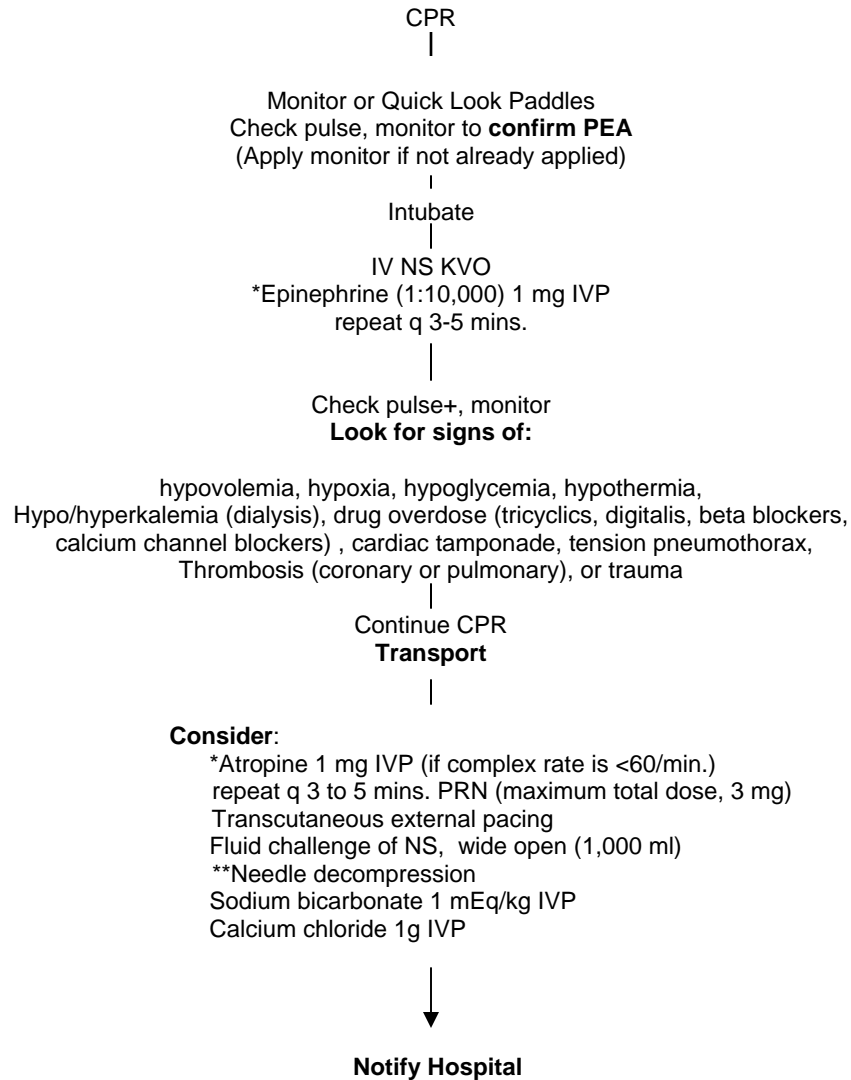 CPR
Monitor or Quick Look Paddles
Check pulse, monitor to confirm PEA
(Apply monitor if not already applied)
Intubate
IV NS KVO
*Epinephrine (1:10,000) 1 mg IVP
repeat q 3-5 mins.
Check pulse+, monitor
Look for signs of:
hypovolemia, hypoxia, hypoglycemia, hypothermia,
Hypo/hyperkalemia (dialysis), drug overdose (tricyclics, digitalis, beta blockers,
calcium channel blockers) , cardiac tamponade, tension pneumothorax,
Thrombosis (coronary or pulmonary), or trauma
Continue CPR
Transport
Consider:
*Atropine 1 mg IVP (if complex rate is <60/min.)
repeat q 3 to 5 mins. PRN (maximum total dose, 3 mg)
Transcutaneous external pacing
Fluid challenge of NS, wide open (1,000 ml)
**Needle decompression
Sodium bicarbonate 1 mEq/kg IVP
Calcium chloride 1g IVP
Notify Hospital